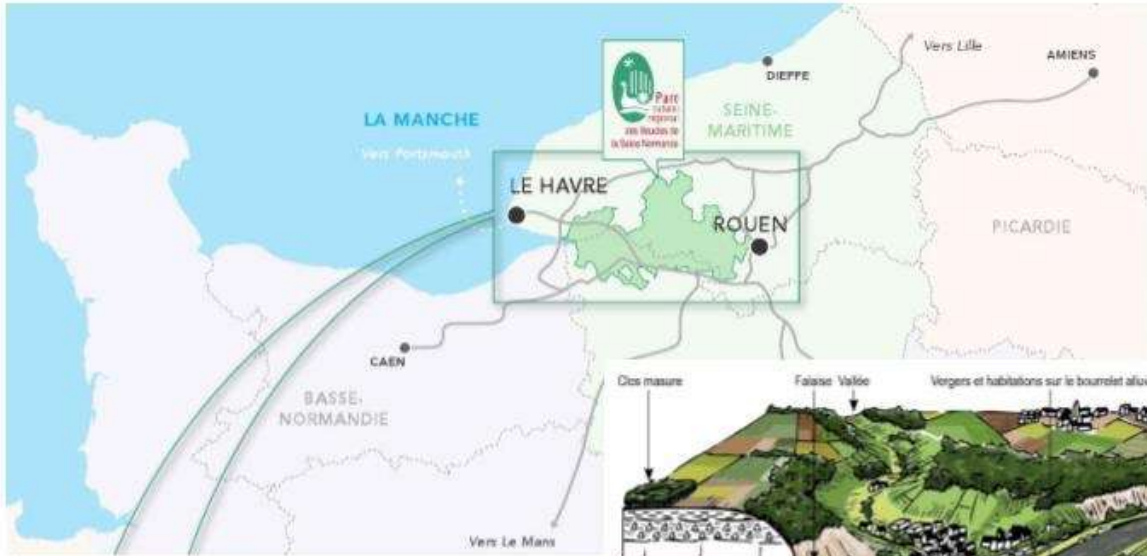 Vers Lille
AMIENS
DIEPPE
Parc
naturel
régional
des Boucles de
la Seine Normande
SEINE-
MARITIME
LA MANCHE
Vers Portsmouth
LE HAVRE
ROUEN
PICARDIE
CAEN
BASSE-
NORMANDIE
Clos masure
Falaise
Vallée
Vergers et habitations sur le bourrelet alluv
Vers Le Mans